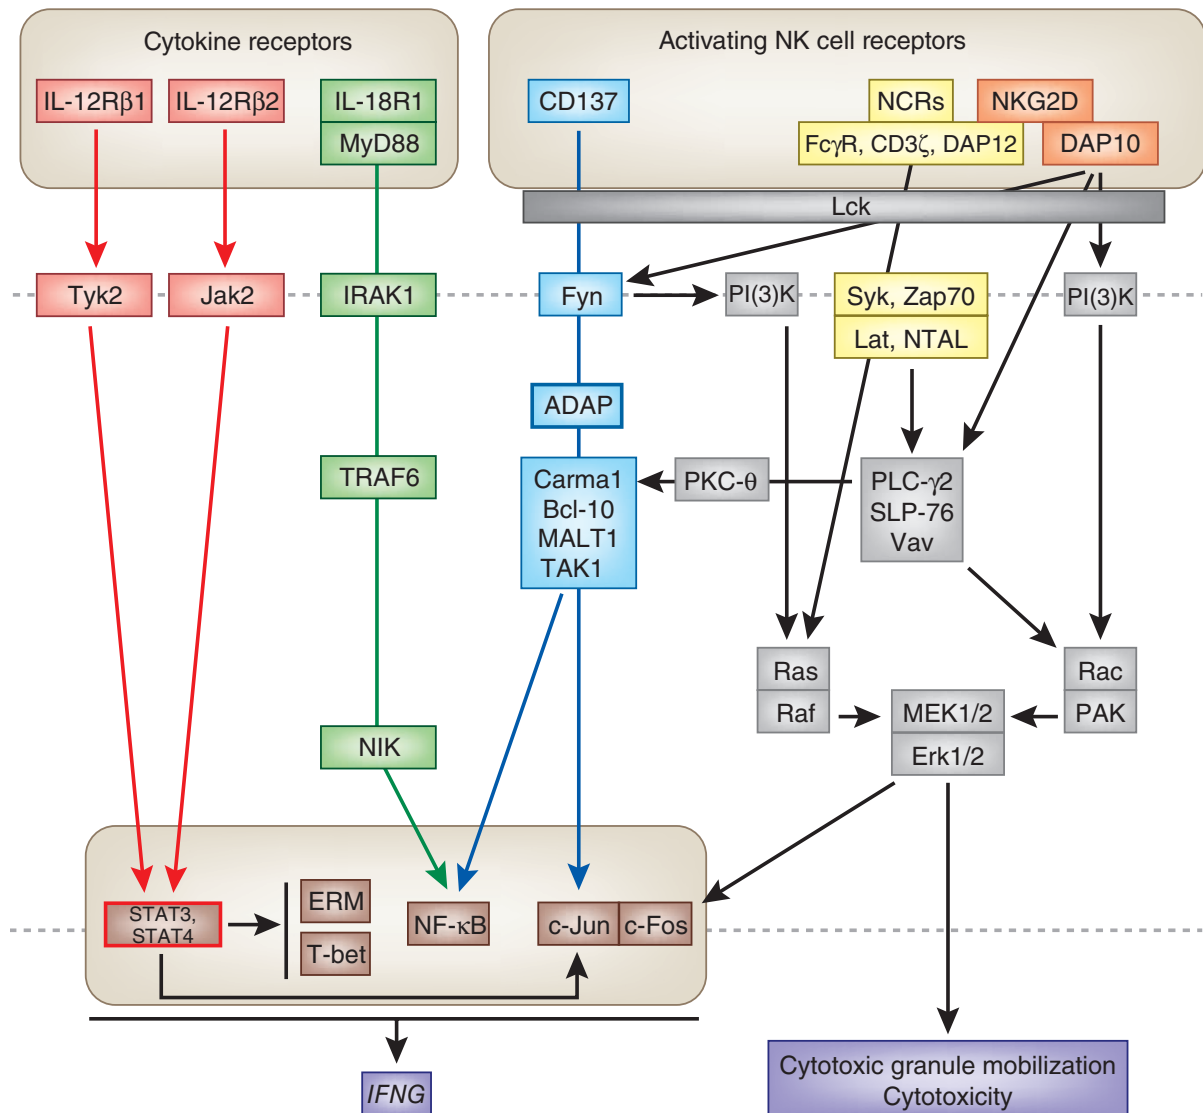 Cytokine receptors
Activating NK cell receptors
IL-12Rβ1
IL-12Rβ2
IL-18R1
MyD88
CD137
NCRs
FcγR, CD3ζ, DAP12
NKG2D
DAP10
Lck
Tyk2
Jak2
IRAK1
Fyn
PI(3)K
Syk, Zap70
Lat, NTAL
PI(3)K
ADAP
TRAF6
Carma1
Bcl-10
MALT1
TAK1
PKC-θ
PLC-γ2
SLP-76
Vav
Ras
Raf
Rac
PAK
MEK1/2
Erk1/2
NIK
STAT3,
STAT4
ERM
T-bet
NF-κB
c-Jun
c-Fos
IFNG
Cytotoxic granule mobilization
Cytotoxicity